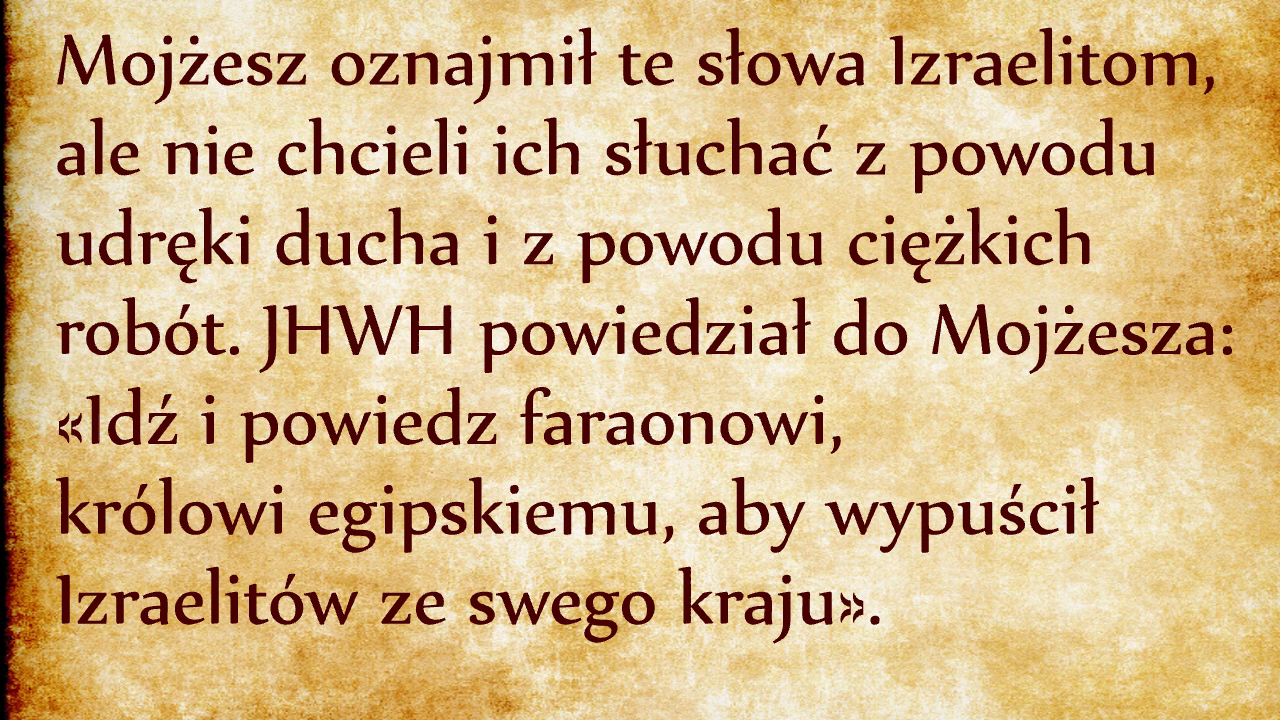 Mojżesz oznajmił te słowa Izraelitom,
ale nie chcieli ich słuchać z powodu
udręki ducha i z powodu ciężkich
robót. JHWH powiedział do Mojżesza:
«Idź i powiedz faraonowi,
królowi egipskiemu, aby wypuścił
Izraelitów ze swego kraju».